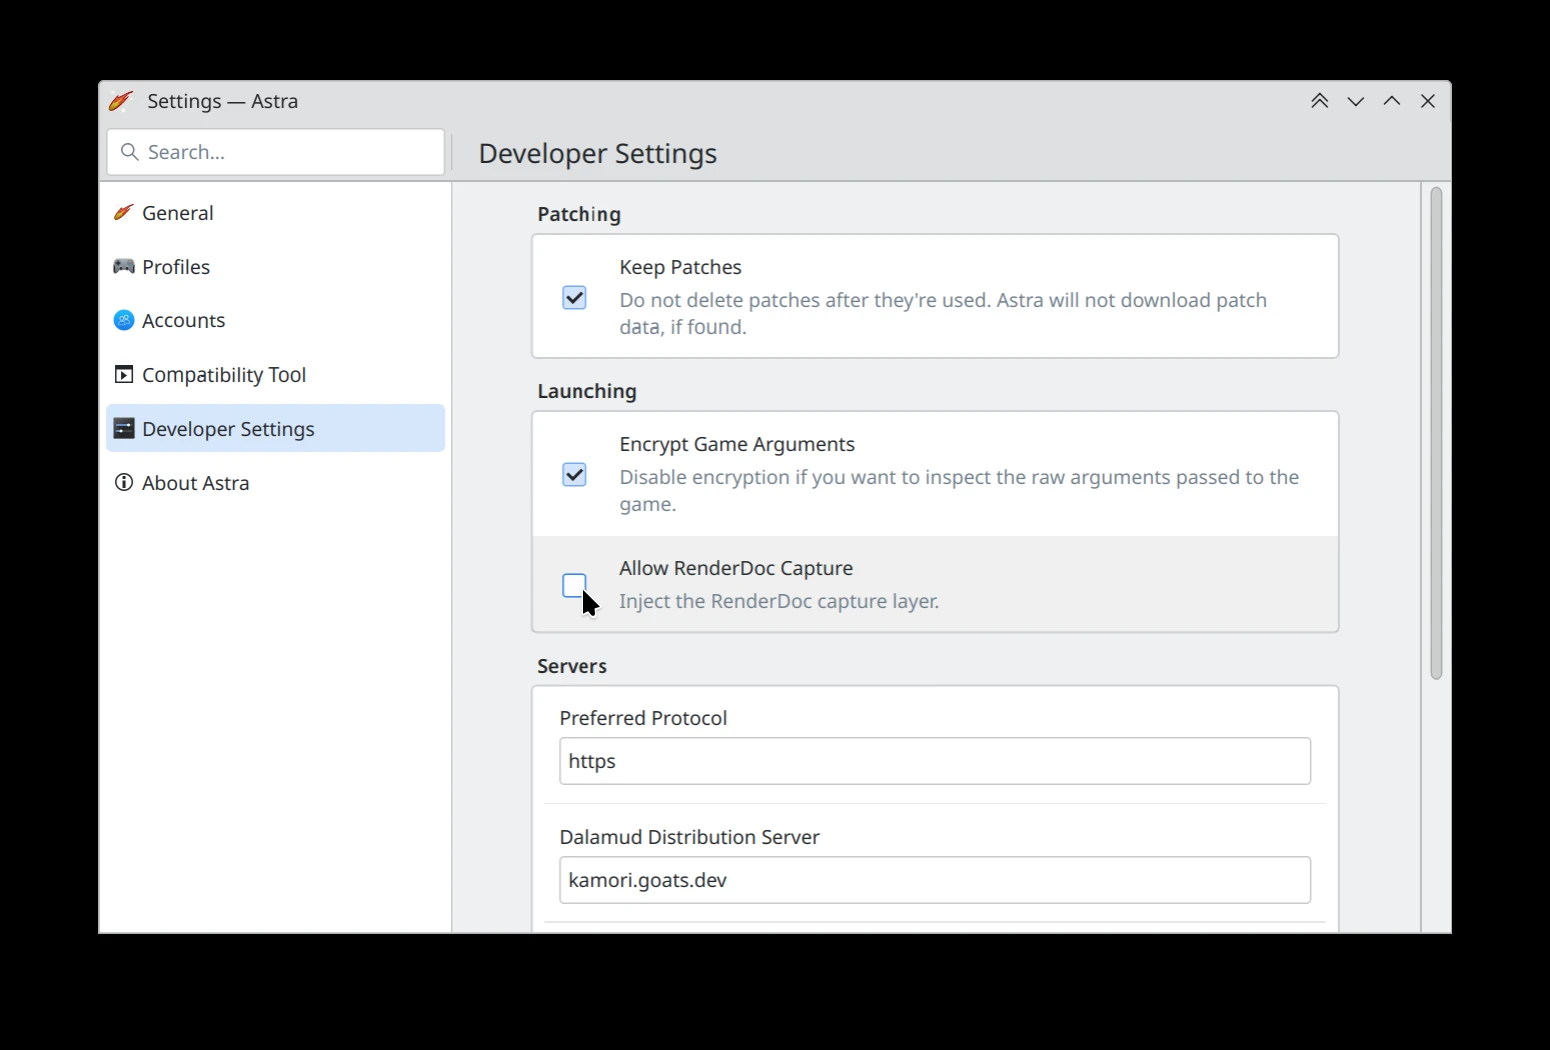 Settings — Astra
Search...
Developer Settings
General
Profiles
Accounts
Compatibility Tool
Developer Settings
About Astra
Patching
Keep Patches
Do not delete patches after they're used. Astra will not download patch
data, if found.
Launching
Encrypt Game Arguments
Disable encryption if you want to inspect the raw arguments passed to the
game.
Allow RenderDoc Capture
Inject the RenderDoc capture layer.
Servers
Preferred Protocol
https
Dalamud Distribution Server
kamori.goats.dev